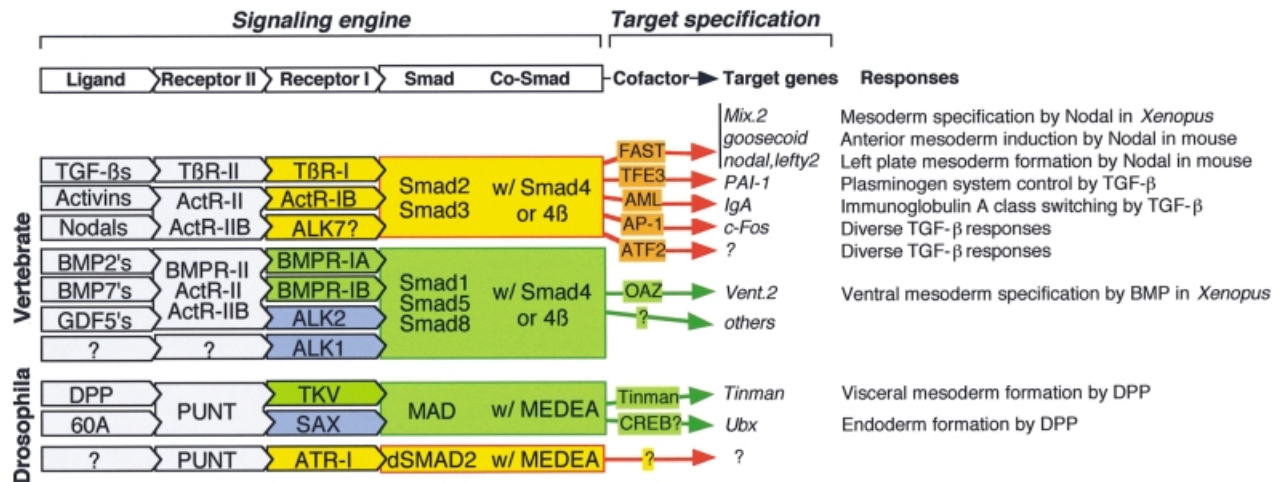 Signaling engine Target specification
Ligand Receptor II Receptor I Smad Co-Smad Cofactor Target genes Responses
Mix.2 Mesoderm specification by Nodal in Xenopus
goosecoid Anterior mesoderm induction by Nodal in mouse
FAST nodal,lefty2 Left plate mesoderm formation by Nodal in mouse
TGF-βs TβR-II TβR-I TFE3 PAI-1 Plasminogen system control by TGF-β
Activins ActR-II ActR-IB Smad2 w/ Smad4 AML IgA Immunoglobulin A class switching by TGF-β
Nodals ActR-IIB ALK7? Smad3 or 4ß AP-1 c-Fos Diverse TGF-β responses
ATF2 ? Diverse TGF-β responses
Vertebrate
BMP2's BMPR-II BMPR-IA
BMP7's ActR-II BMPR-IB Smad1 w/ Smad4 OAZ Vent.2 Ventral mesoderm specification by BMP in Xenopus
GDF5's ActR-IIB ALK2 Smad5 or 4ß ? others
? ? ALK1 Smad8
Drosophila
DPP PUNT TKV MAD w/ MEDEA Tinman Tinman Visceral mesoderm formation by DPP
60A SAX CREB? Ubx Endoderm formation by DPP
? PUNT ATR-I dSMAD2 w/ MEDEA ? ?